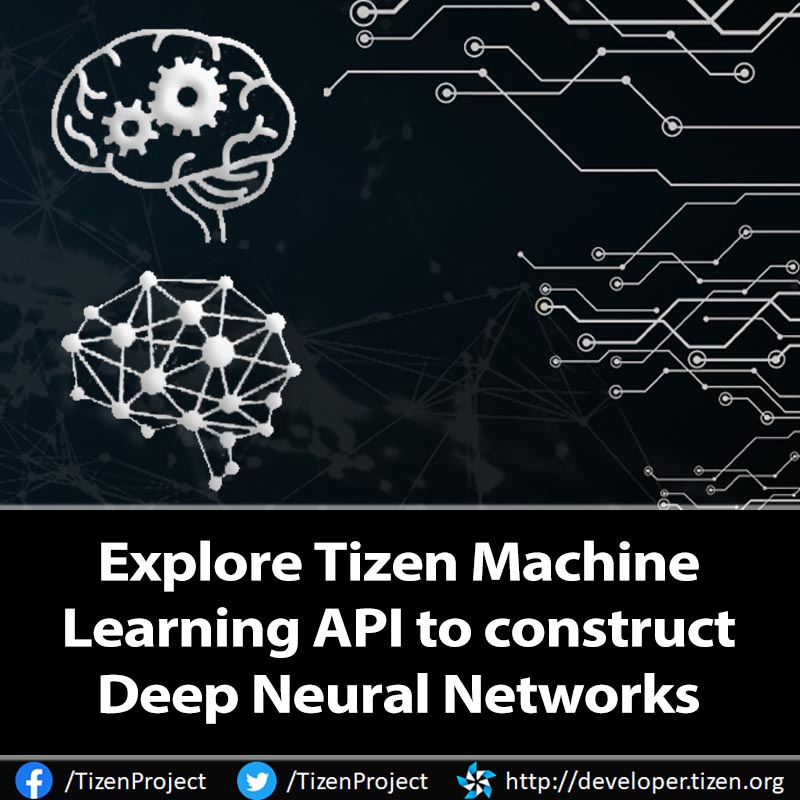 Explore Tizen Machine
Learning API to construct
Deep Neural Networks
/TizenProject /TizenProject http://developer.tizen.org